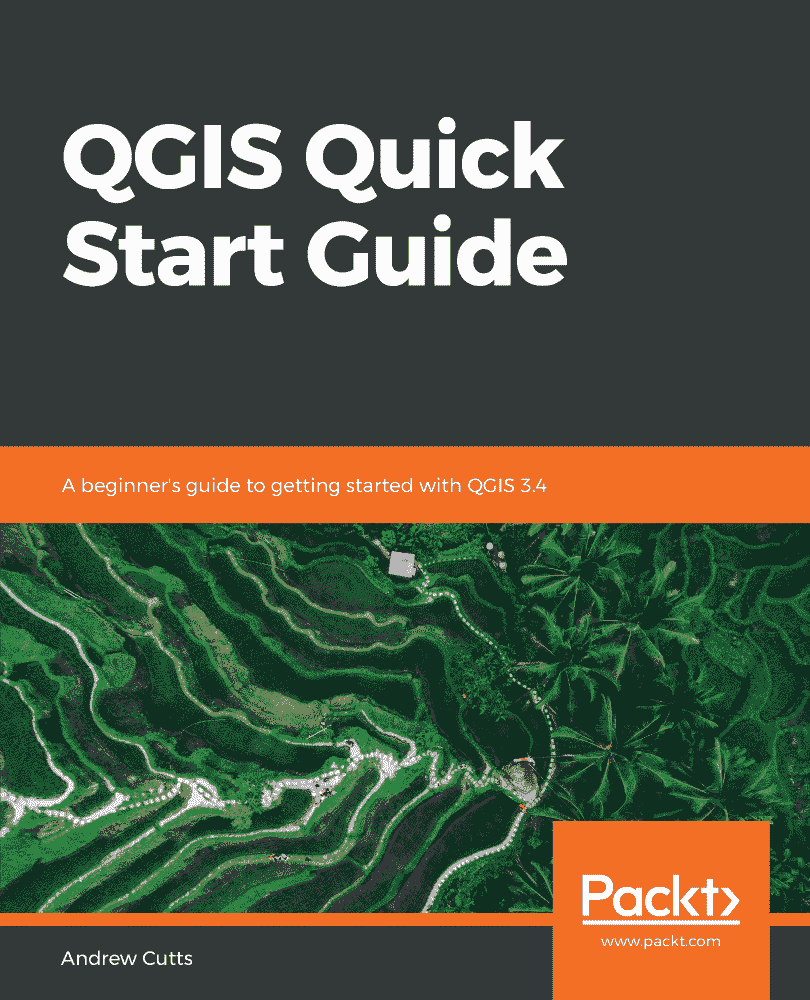 QGIS Quick
Start Guide
A beginner's guide to getting started with QGIS 3.4
Packt>
www.packt.com
Andrew Cutts